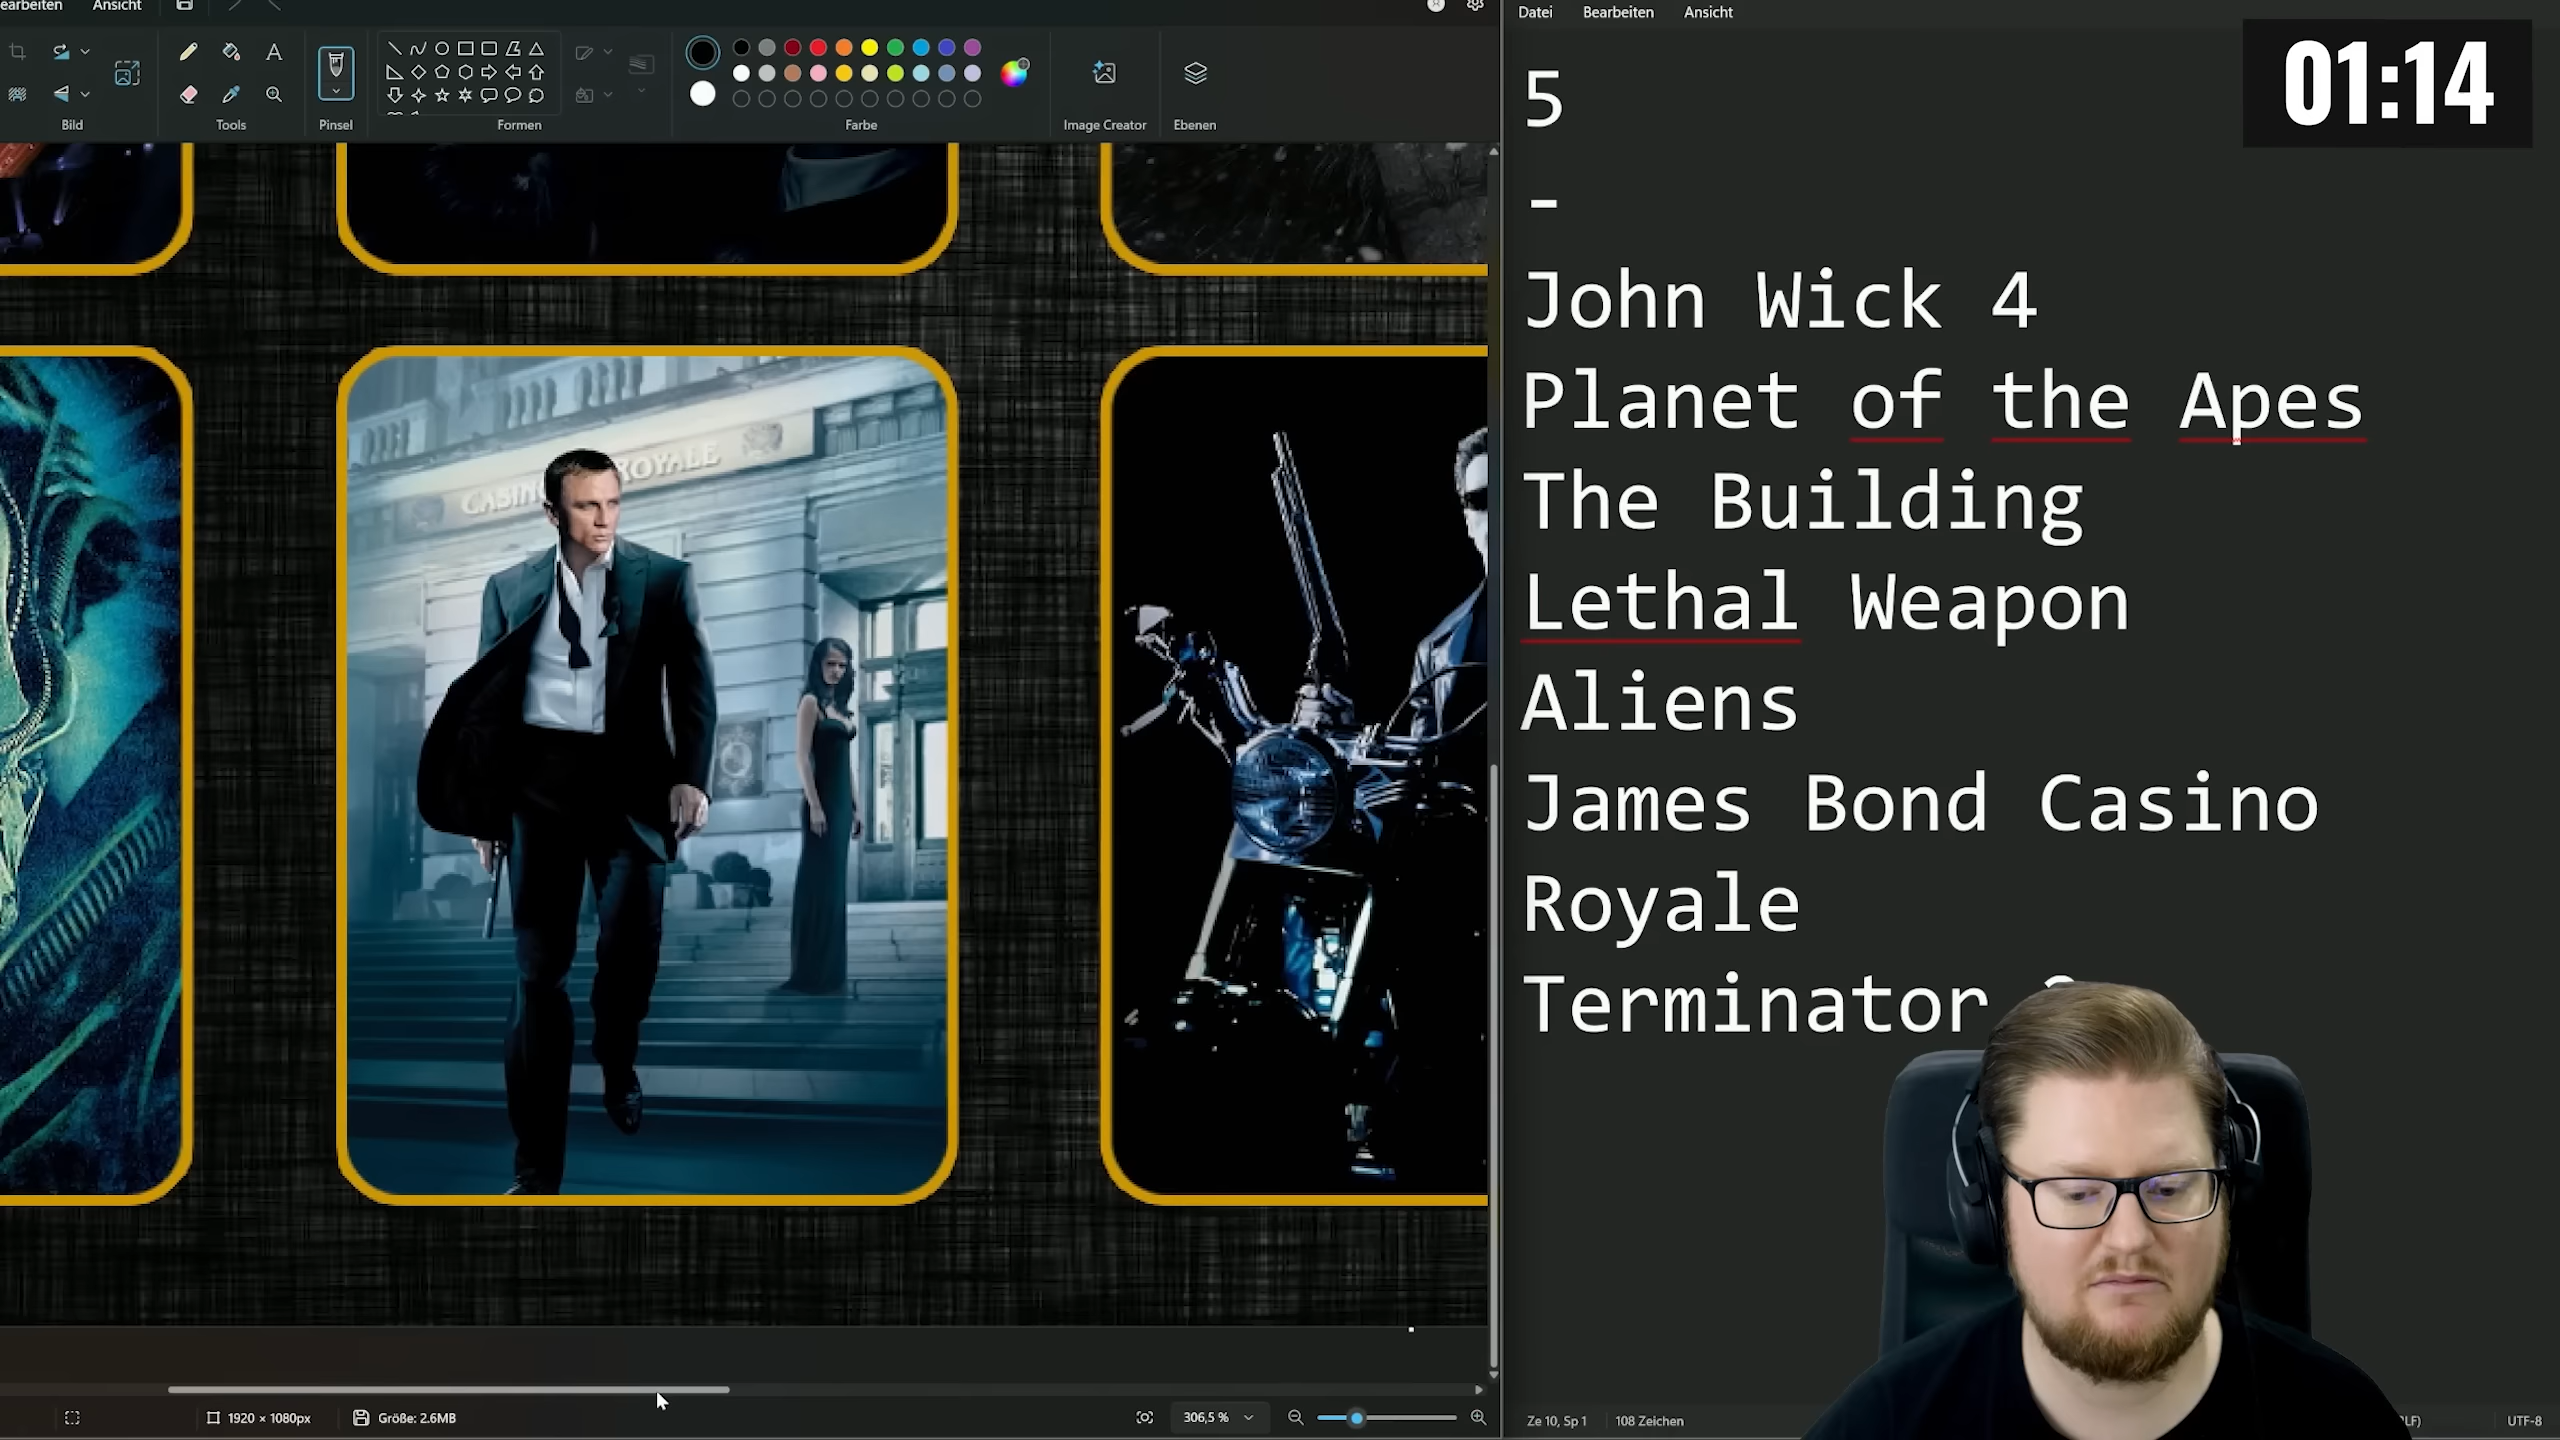 earbeiten Ansicht
Bild
Tools
Pinsel
Formen
Farbe
Image Creator
Ebenen
CASINO ROYALE
1920 × 1080px
Größe: 2.6MB
306,5 %
Datei Bearbeiten Ansicht
01:14
5
-
John Wick 4
Planet of the Apes
The Building
Lethal Weapon
Aliens
James Bond Casino
Royale
Terminator
Ze 10, Sp 1
108 Zeichen
LF)
UTF-8